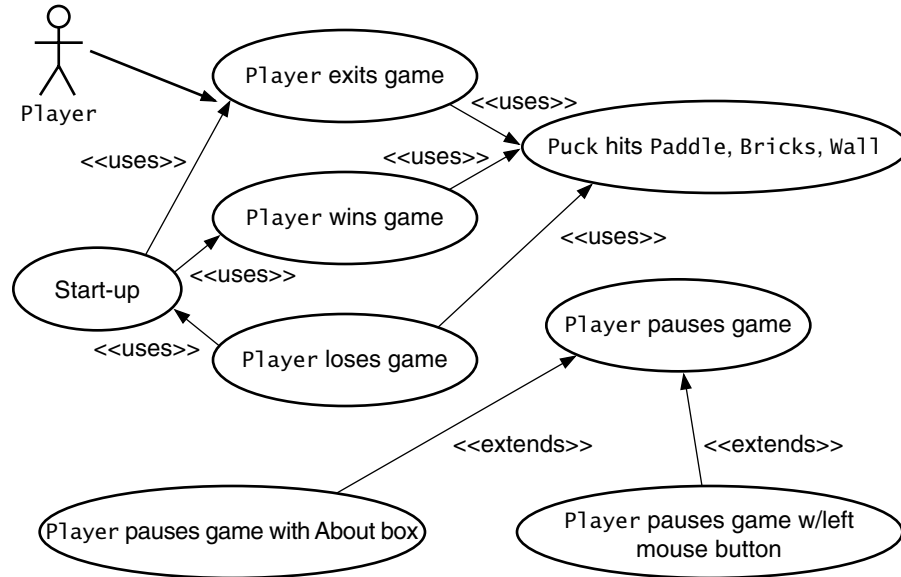 Player
Player exits game
<<uses>>
Puck hits Paddle, Bricks, Wall
<<uses>>
<<uses>>
Player wins game
<<uses>>
<<uses>>
Start-up
Player pauses game
<<uses>>
Player loses game
<<extends>>
<<extends>>
Player pauses game with About box
Player pauses game w/left
mouse button